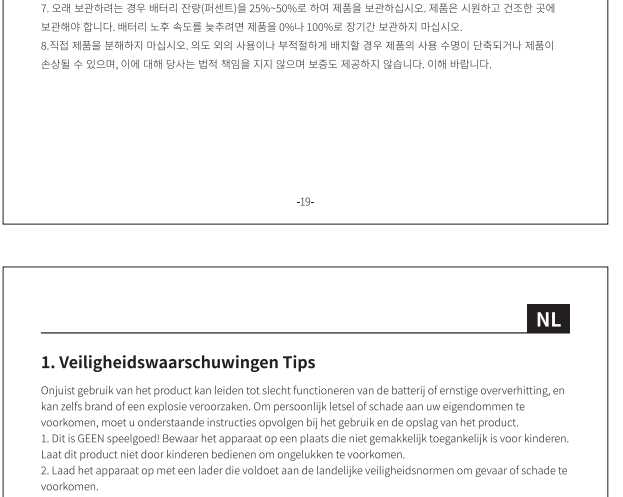 7. 오래 보관하려는 경우 배터리 잔량(퍼센트)을 25%~50%로 하여 제품을 보관하십시오. 제품은 시원하고 건조한 곳에
보관해야 합니다. 배터리 노후 속도를 늦추려면 제품을 0%나 100%로 장기간 보관하지 마십시오.
8.직접 제품을 분해하지 마십시오. 의도 외의 사용이나 부적절하게 배치할 경우 제품의 사용 수명이 단축되거나 제품이
손상될 수 있으며, 이에 대해 당사는 법적 책임을 지지 않으며 보증도 제공하지 않습니다. 이해 바랍니다.
-19-
NL
1. Veiligheidswaarschuwingen Tips
Onjuist gebruik van het product kan leiden tot slecht functioneren van de batterij of ernstige oververhitting, en
kan zelfs brand of een explosie veroorzaken. Om persoonlijk letsel of schade aan uw eigendommen te
voorkomen, moet u onderstaande instructies opvolgen bij het gebruik en de opslag van het product.
1. Dit is GEEN speelgoed! Bewaar het apparaat op een plaats die niet gemakkelijk toegankelijk is voor kinderen.
Laat dit product niet door kinderen bedienen om ongelukken te voorkomen.
2. Laad het apparaat op met een lader die voldoet aan de landelijke veiligheidsnormen om gevaar of schade te
voorkomen.